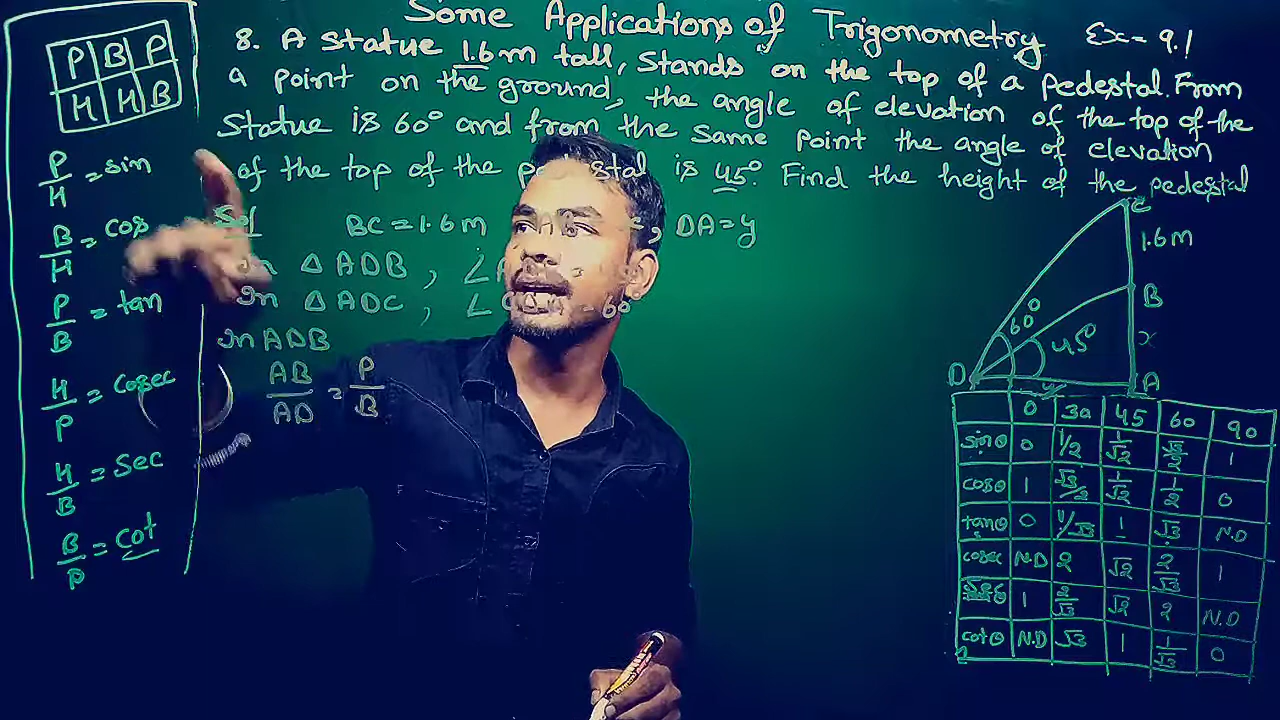 Some Applications of Trigonometry Ex = 9.1
8. A statue 1.6m tall, stands on the top of a pedestal. From
a point on the ground, the angle of elevation of the top of the
statue is 60° and from the same point the angle of elevation
of the top of the pedestal is 45°. Find the height of the pedestal
P B P
H H B
P/H = sin
B/H = cos
P/B = tan
H/P = cosec
H/B = sec
B/P = cot
Sol BC = 1.6m , DA = y
In △ ADB , ∠
In △ ADC , ∠ = 60°
In ADB
AB/AD = P/B
C
1.6m
B
x
A
D
60°
45°
y
0 30 45 60 90
sinθ 0 1/2 1/√2 √3/2 1
cosθ 1 √3/2 1/√2 1/2 0
tanθ 0 1/√3 1 √3 N.D
cosec N.D 2 √2 2/√3 1
1 2/√3 √2 2 N.D
cotθ N.D √3 1 1/√3 0